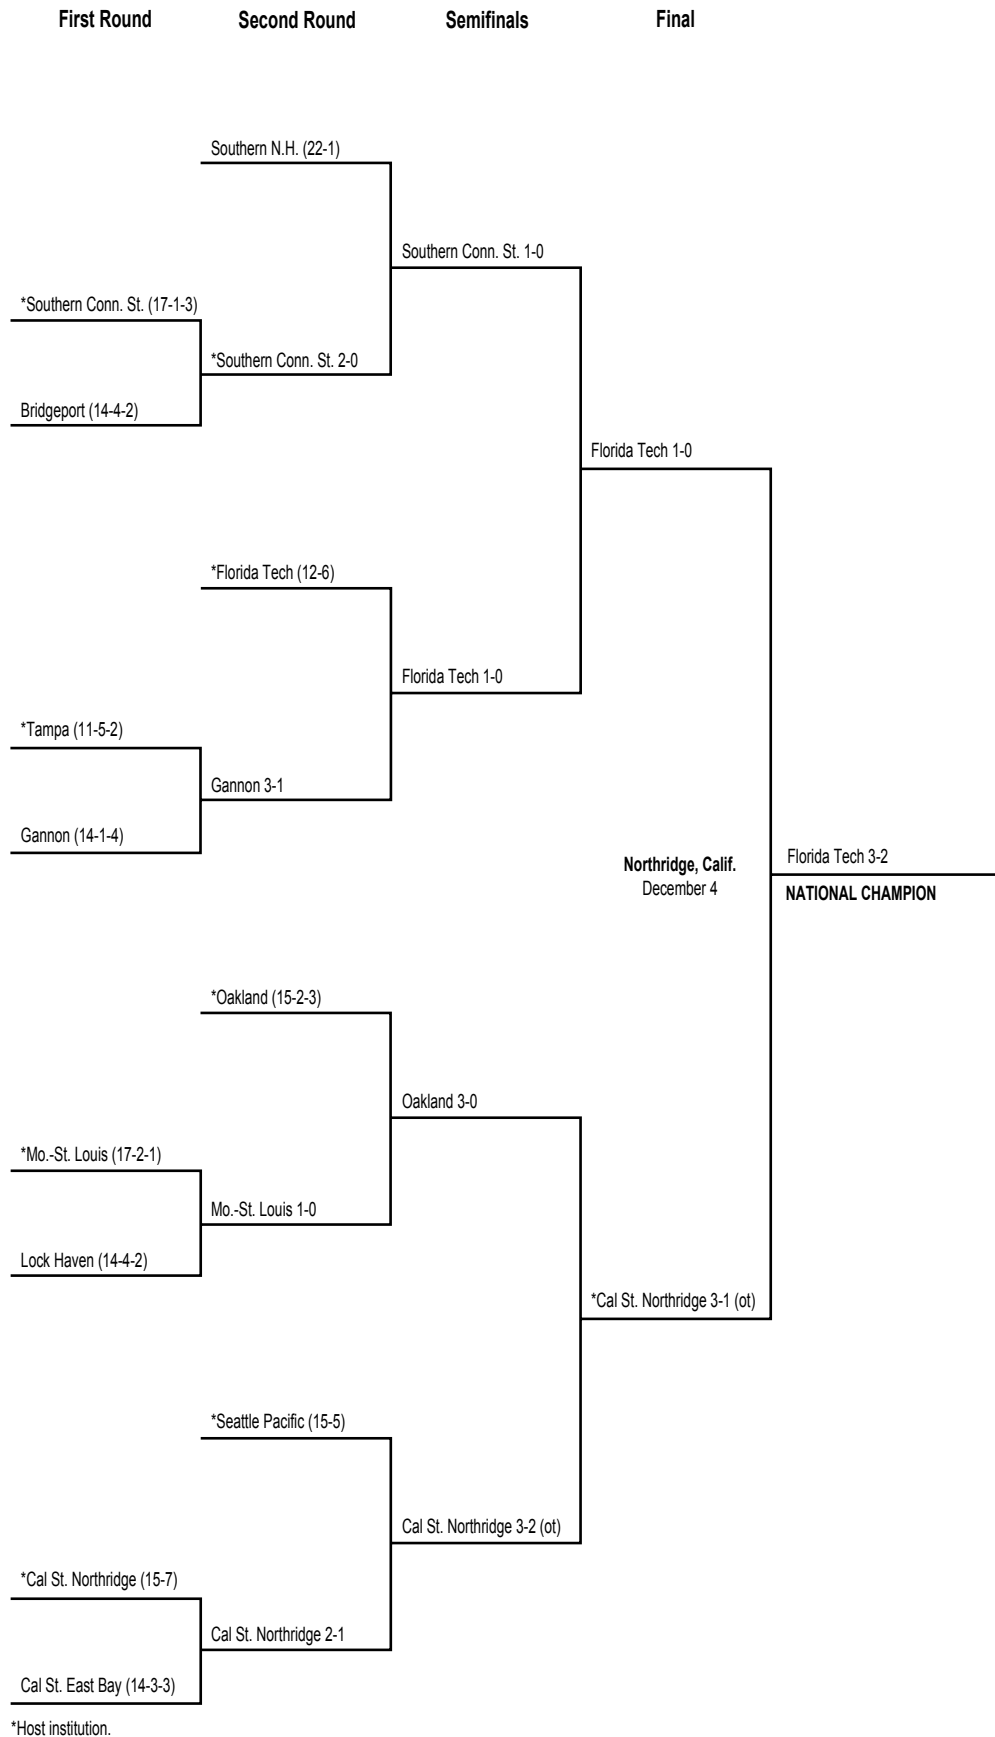 First Round Second Round Semifinals Final
Southern N.H. (22-1)
Southern Conn. St. 1-0
*Southern Conn. St. (17-1-3)
*Southern Conn. St. 2-0
Bridgeport (14-4-2)
Florida Tech 1-0
*Florida Tech (12-6)
Florida Tech 1-0
*Tampa (11-5-2)
Gannon 3-1
Gannon (14-1-4)
Florida Tech 3-2
Northridge, Calif.
December 4
NATIONAL CHAMPION
*Oakland (15-2-3)
Oakland 3-0
*Mo.-St. Louis (17-2-1)
Mo.-St. Louis 1-0
Lock Haven (14-4-2)
*Cal St. Northridge 3-1 (ot)
*Seattle Pacific (15-5)
Cal St. Northridge 3-2 (ot)
*Cal St. Northridge (15-7)
Cal St. Northridge 2-1
Cal St. East Bay (14-3-3)
*Host institution.